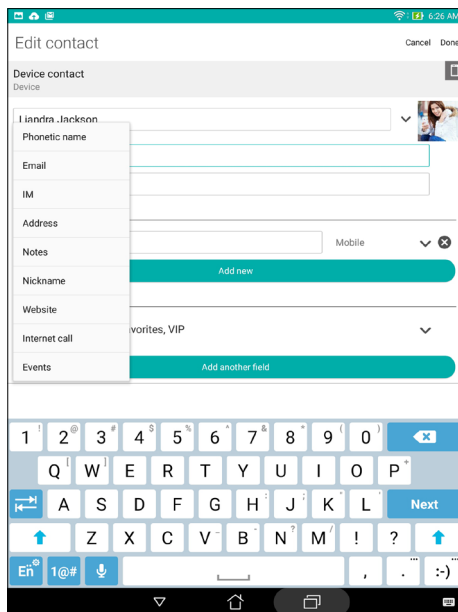 6:26 AM
Edit contact
Cancel Done
Device contact
Device
Liandra Jackson
Phonetic name
Email
IM
Address
Notes
Mobile
Add new
Nickname
Website
vorites, VIP
Internet call
Events
Add another field
1 ! 2 @ 3 # 4 $ 5 % 6 ^ 7 & 8 * 9 ( 0 )
Q [ W ] E R T Y U I O P +
A S D F G H : J ; K ' L ' Next
Z X C V - B - N ? M / ! ?
En 1@# , . ... :-) ...